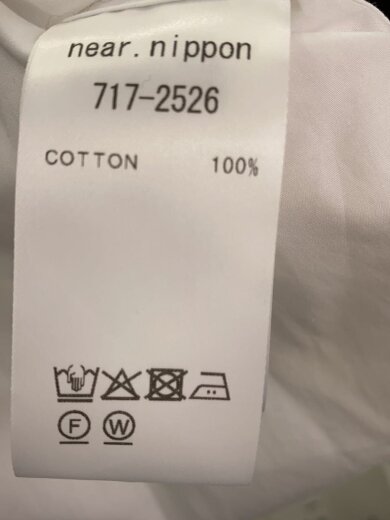 near.nippon
717-2526
COTTON 100%
F W